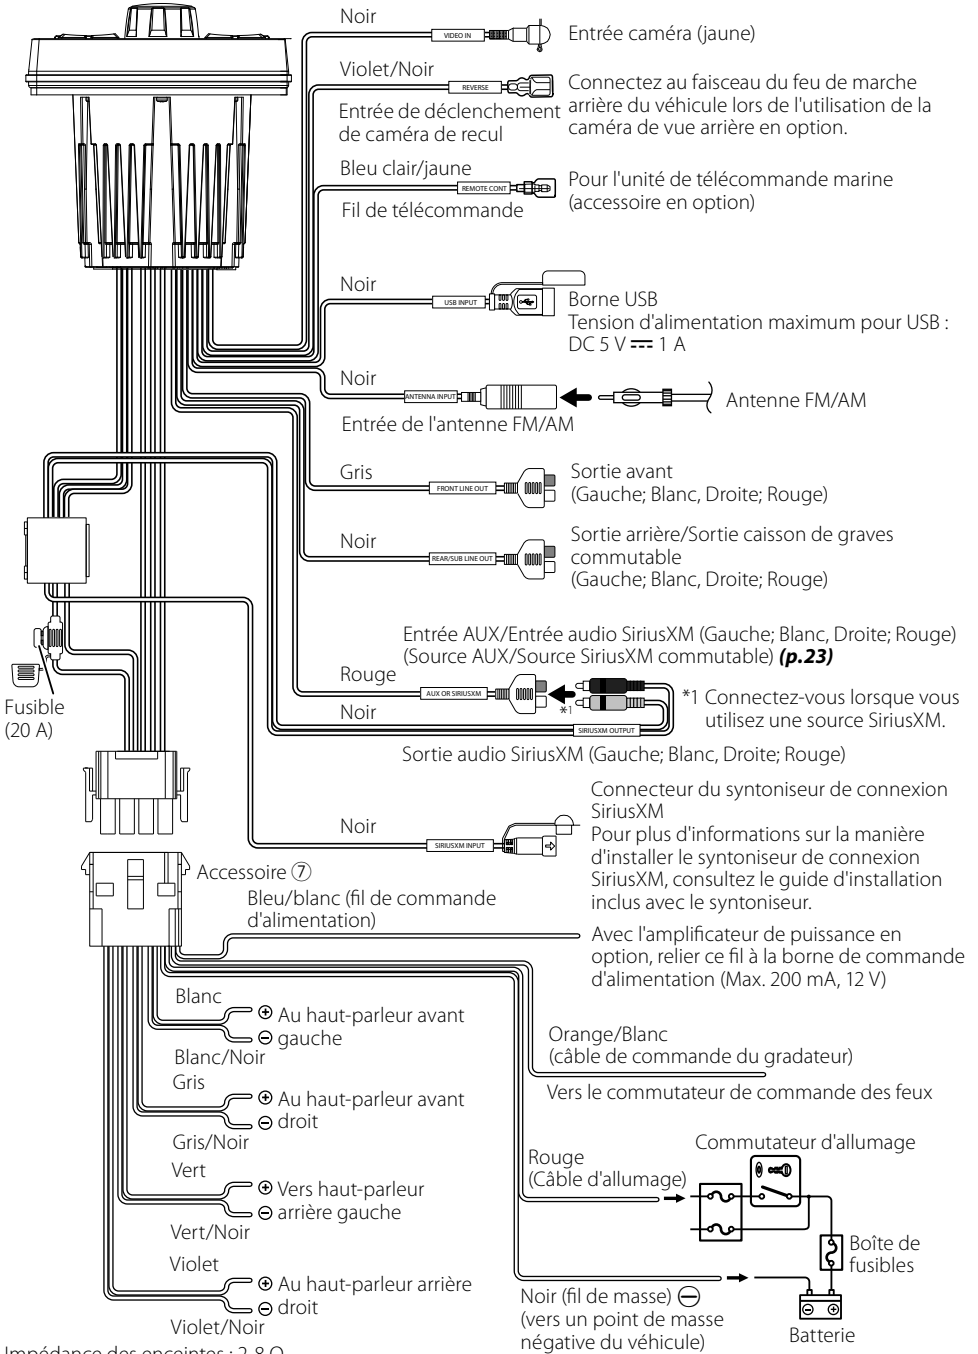 Noir
VIDEO IN
Entrée caméra (jaune)
Violet/Noir
REVERSE
Entrée de déclenchement
de caméra de recul
Connectez au faisceau du feu de marche
arrière du véhicule lors de l'utilisation de la
caméra de vue arrière en option.
Bleu clair/jaune
REMOTE CONT
Fil de télécommande
Pour l'unité de télécommande marine
(accessoire en option)
Noir
USB INPUT
Borne USB
Tension d'alimentation maximum pour USB :
DC 5 V ⎓ 1 A
Noir
ANTENNA INPUT
Entrée de l'antenne FM/AM
Antenne FM/AM
Gris
FRONT LINE OUT
Sortie avant
(Gauche; Blanc, Droite; Rouge)
Noir
REAR/SUB LINE OUT
Sortie arrière/Sortie caisson de graves
commutable
(Gauche; Blanc, Droite; Rouge)
Fusible
(20 A)
Entrée AUX/Entrée audio SiriusXM (Gauche; Blanc, Droite; Rouge)
(Source AUX/Source SiriusXM commutable) (p.23)
Rouge
AUX OR SIRIUSXM
*1
*1 Connectez-vous lorsque vous
utilisez une source SiriusXM.
Noir
SIRIUSXM OUTPUT
Sortie audio SiriusXM (Gauche; Blanc, Droite; Rouge)
Noir
SIRIUSXM INPUT
Connecteur du syntoniseur de connexion
SiriusXM
Pour plus d'informations sur la manière
d'installer le syntoniseur de connexion
SiriusXM, consultez le guide d'installation
inclus avec le syntoniseur.
Accessoire ⑦
Bleu/blanc (fil de commande
d'alimentation)
Avec l'amplificateur de puissance en
option, relier ce fil à la borne de commande
d'alimentation (Max. 200 mA, 12 V)
Blanc
⊕ Au haut-parleur avant
⊖ gauche
Blanc/Noir
Gris
⊕ Au haut-parleur avant
⊖ droit
Gris/Noir
Vert
⊕ Vers haut-parleur
⊖ arrière gauche
Vert/Noir
Violet
⊕ Au haut-parleur arrière
⊖ droit
Violet/Noir
Orange/Blanc
(câble de commande du gradateur)
Vers le commutateur de commande des feux
Rouge
(Câble d'allumage)
Commutateur d'allumage
Boîte de
fusibles
Noir (fil de masse) ⊖
(vers un point de masse
négative du véhicule)
⊖ ⊕
Batterie
Impédance des enceintes : 2-8 Ω